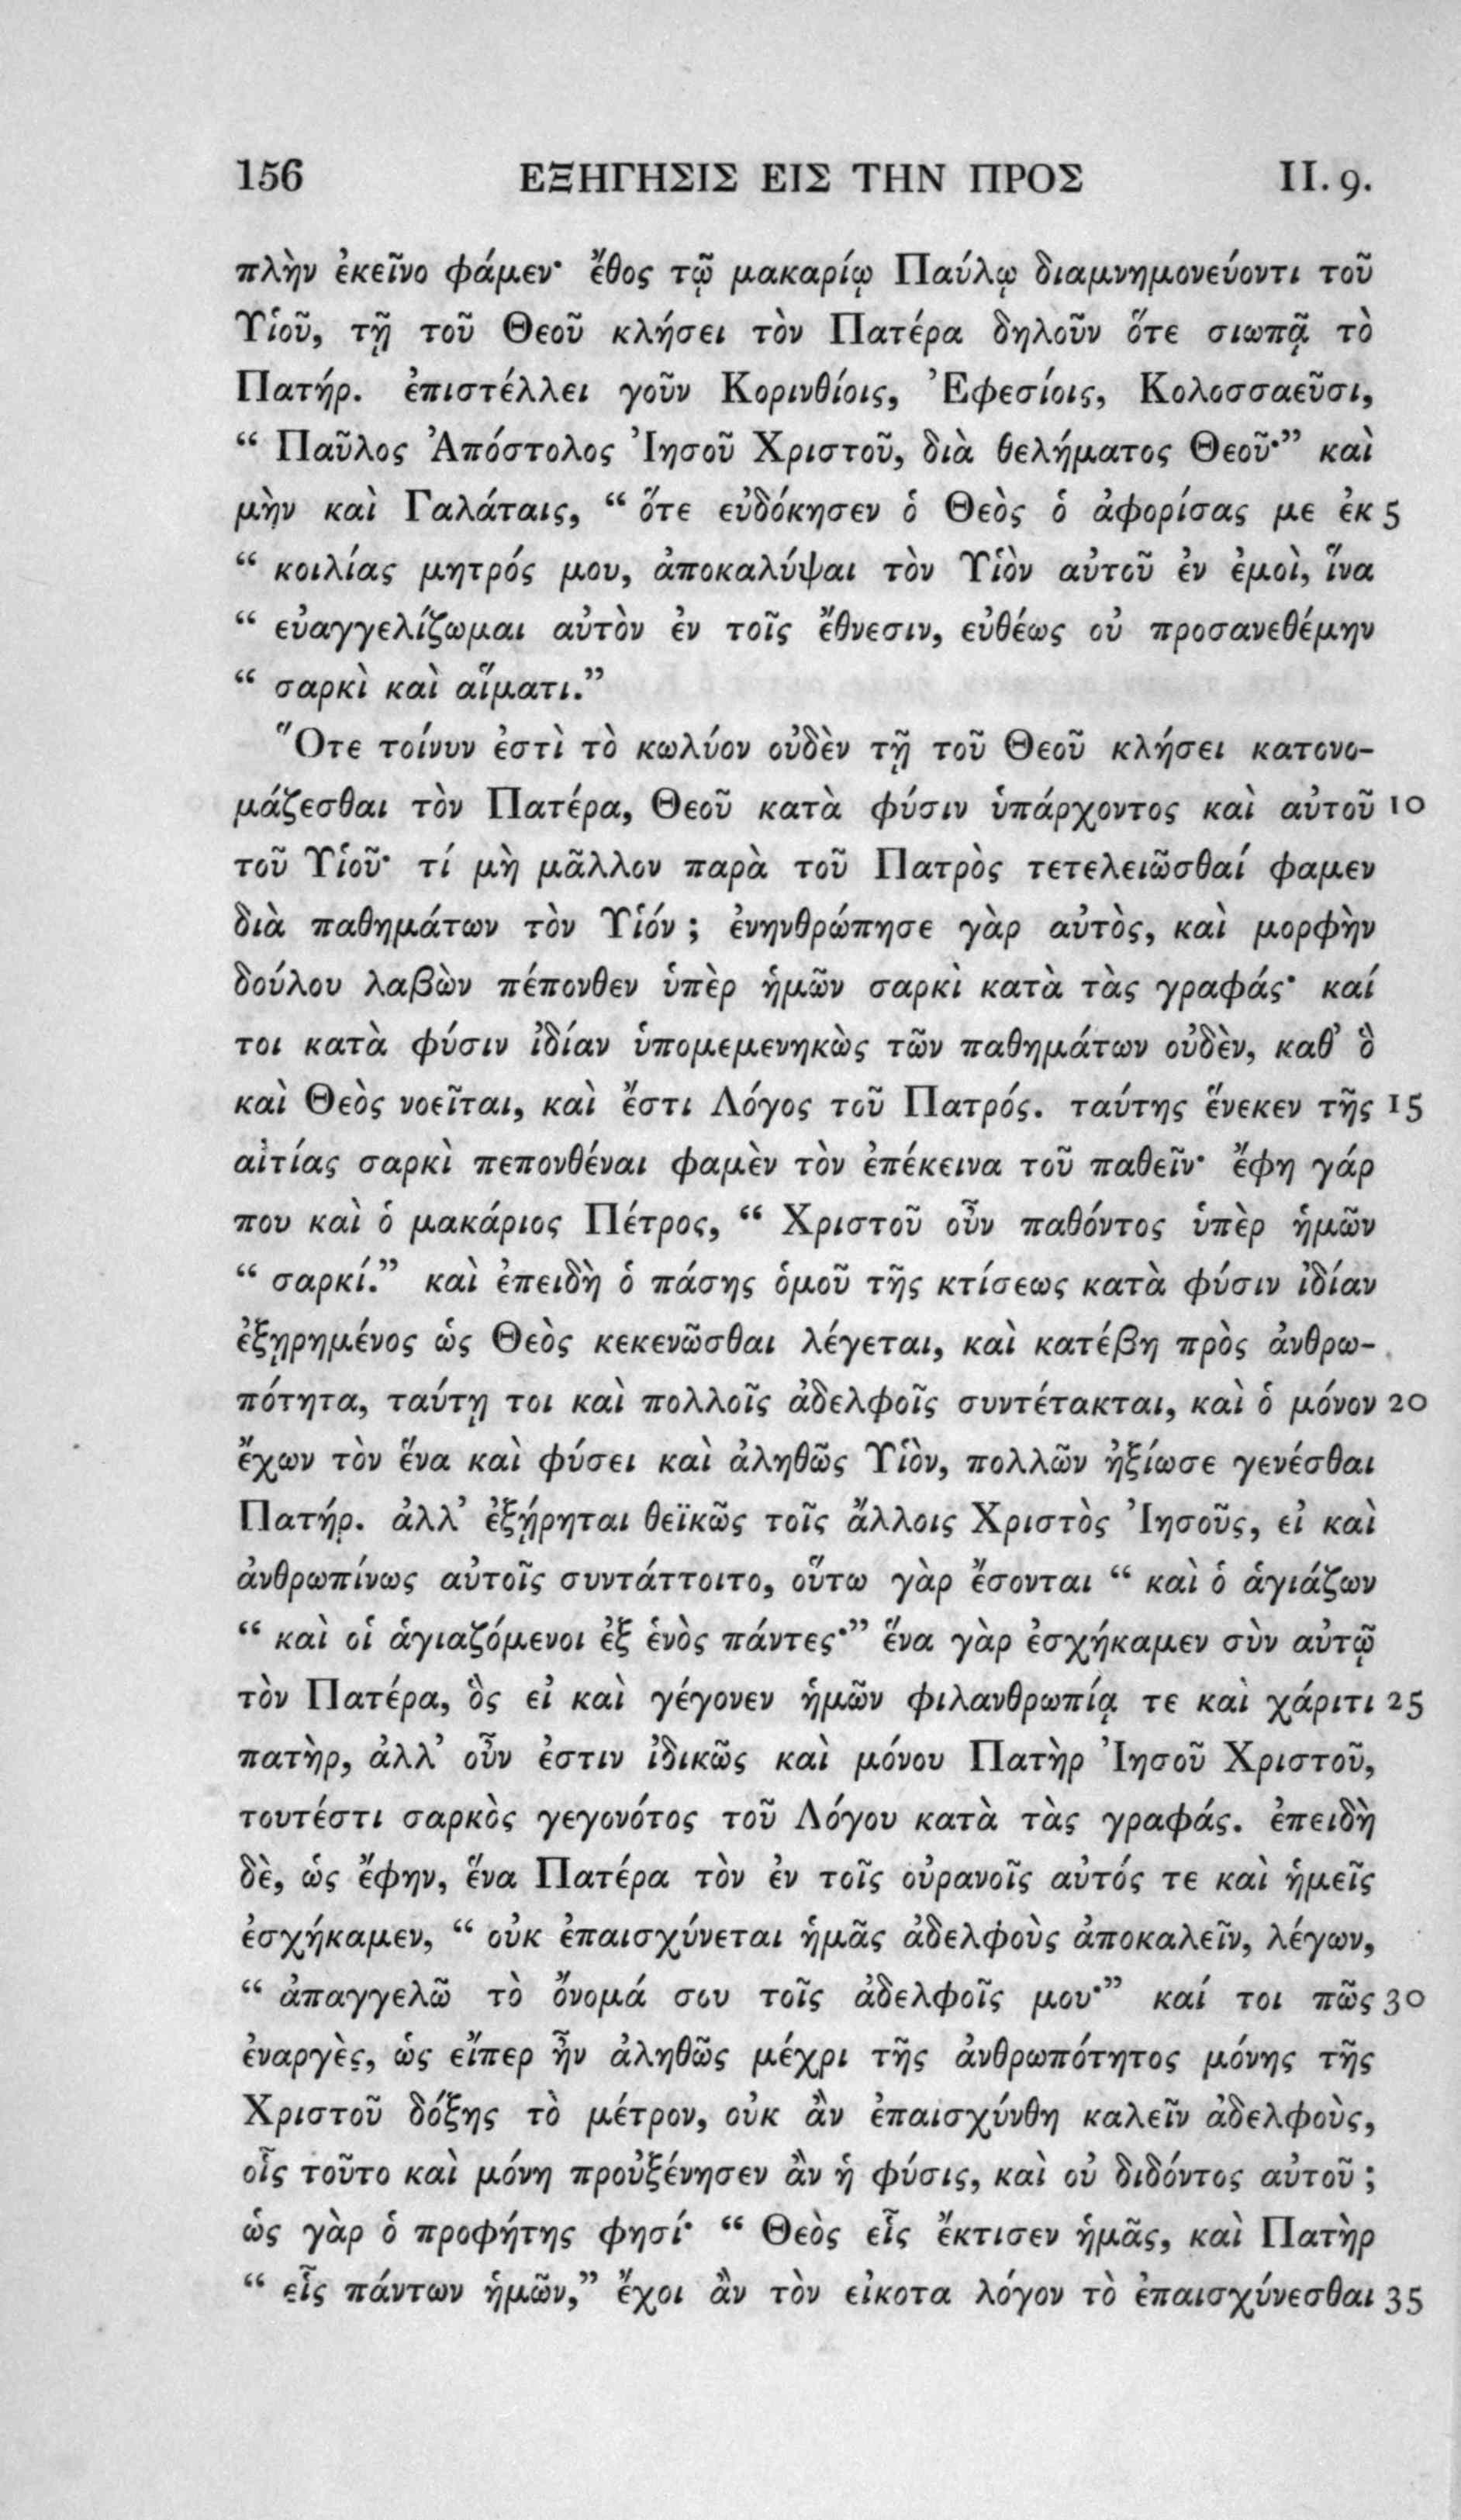 156 ΕΞΗΓΗΣΙΣ ΕΙΣ ΤΗΝ ΠΡΟΣ II. 9.
πλὴν ἐκεῖνο φάμεν· ἔθος τῷ μακαρίῳ Παύλῳ διαμνημονεύοντι τοῦ
Υἱοῦ, τῇ τοῦ Θεοῦ κλήσει τὸν Πατέρα δηλοῦν ὅτε σιωπᾷ τὸ
Πατήρ. ἐπιστέλλει γοῦν Κορινθίοις, Ἐφεσίοις, Κολοσσαεῦσι,
“ Παῦλος Ἀπόστολος Ἰησοῦ Χριστοῦ, διὰ θελήματος Θεοῦ·” καὶ
μὴν καὶ Γαλάταις, “ ὅτε εὐδόκησεν ὁ Θεὸς ὁ ἀφορίσας με ἐκ 5
“ κοιλίας μητρός μου, ἀποκαλύψαι τὸν Υἱὸν αὐτοῦ ἐν ἐμοὶ, ἵνα
“ εὐαγγελίζωμαι αὐτὸν ἐν τοῖς ἔθνεσιν, εὐθέως οὐ προσανεθέμην
“ σαρκὶ καὶ αἵματι.”
Ὅτε τοίνυν ἐστὶ τὸ κωλύον οὐδὲν τῇ τοῦ Θεοῦ κλήσει κατονο-
μάζεσθαι τὸν Πατέρα, Θεοῦ κατὰ φύσιν ὑπάρχοντος καὶ αὐτοῦ 10
τοῦ Υἱοῦ· τί μὴ μᾶλλον παρὰ τοῦ Πατρὸς τετελειῶσθαί φαμεν
διὰ παθημάτων τὸν Υἱόν ; ἐνηνθρώπησε γὰρ αὐτὸς, καὶ μορφὴν
δούλου λαβὼν πέπονθεν ὑπὲρ ἡμῶν σαρκὶ κατὰ τὰς γραφάς· καί
τοι κατὰ φύσιν ἰδίαν ὑπομεμενηκὼς τῶν παθημάτων οὐδὲν, καθ’ ὃ
καὶ Θεὸς νοεῖται, καὶ ἔστι Λόγος τοῦ Πατρός. ταύτης ἕνεκεν τῆς 15
αἰτίας σαρκὶ πεπονθέναι φαμὲν τὸν ἐπέκεινα τοῦ παθεῖν· ἔφη γάρ
που καὶ ὁ μακάριος Πέτρος, “ Χριστοῦ οὖν παθόντος ὑπὲρ ἡμῶν
“ σαρκί.” καὶ ἐπειδὴ ὁ πάσης ὁμοῦ τῆς κτίσεως κατὰ φύσιν ἰδίαν
ἐξῃρημένος ὡς Θεὸς κεκενῶσθαι λέγεται, καὶ κατέβη πρὸς ἀνθρω-
πότητα, ταύτῃ τοι καὶ πολλοῖς ἀδελφοῖς συντέτακται, καὶ ὁ μόνον 20
ἔχων τὸν ἕνα καὶ φύσει καὶ ἀληθῶς Υἱὸν, πολλῶν ἠξίωσε γενέσθαι
Πατήρ. ἀλλ’ ἐξῄρηται θεϊκῶς τοῖς ἄλλοις Χριστὸς Ἰησοῦς, εἰ καὶ
ἀνθρωπίνως αὐτοῖς συντάττοιτο, οὕτω γὰρ ἔσονται “ καὶ ὁ ἁγιάζων
“ καὶ οἱ ἁγιαζόμενοι ἐξ ἑνὸς πάντες·” ἕνα γὰρ ἐσχήκαμεν σὺν αὐτῷ
τὸν Πατέρα, ὃς εἰ καὶ γέγονεν ἡμῶν φιλανθρωπίᾳ τε καὶ χάριτι 25
πατὴρ, ἀλλ’ οὖν ἐστιν ἰδικῶς καὶ μόνου Πατὴρ Ἰησοῦ Χριστοῦ,
τουτέστι σαρκὸς γεγονότος τοῦ Λόγου κατὰ τὰς γραφάς. ἐπειδὴ
δὲ, ὡς ἔφην, ἕνα Πατέρα τὸν ἐν τοῖς οὐρανοῖς αὐτός τε καὶ ἡμεῖς
ἐσχήκαμεν, “ οὐκ ἐπαισχύνεται ἡμᾶς ἀδελφοὺς ἀποκαλεῖν, λέγων,
“ ἀπαγγελῶ τὸ ὄνομά σου τοῖς ἀδελφοῖς μου·” καί τοι πῶς 30
ἐναργὲς, ὡς εἴπερ ἦν ἀληθῶς μέχρι τῆς ἀνθρωπότητος μόνης τῆς
Χριστοῦ δόξης τὸ μέτρον, οὐκ ἂν ἐπαισχύνθη καλεῖν ἀδελφοὺς,
οἷς τοῦτο καὶ μόνη προὐξένησεν ἂν ἡ φύσις, καὶ οὐ διδόντος αὐτοῦ ;
ὡς γὰρ ὁ προφήτης φησί· “ Θεὸς εἷς ἔκτισεν ἡμᾶς, καὶ Πατὴρ
“ εἷς πάντων ἡμῶν,” ἔχοι ἂν τὸν εἰκοτα λόγον τὸ ἐπαισχύνεσθαι 35